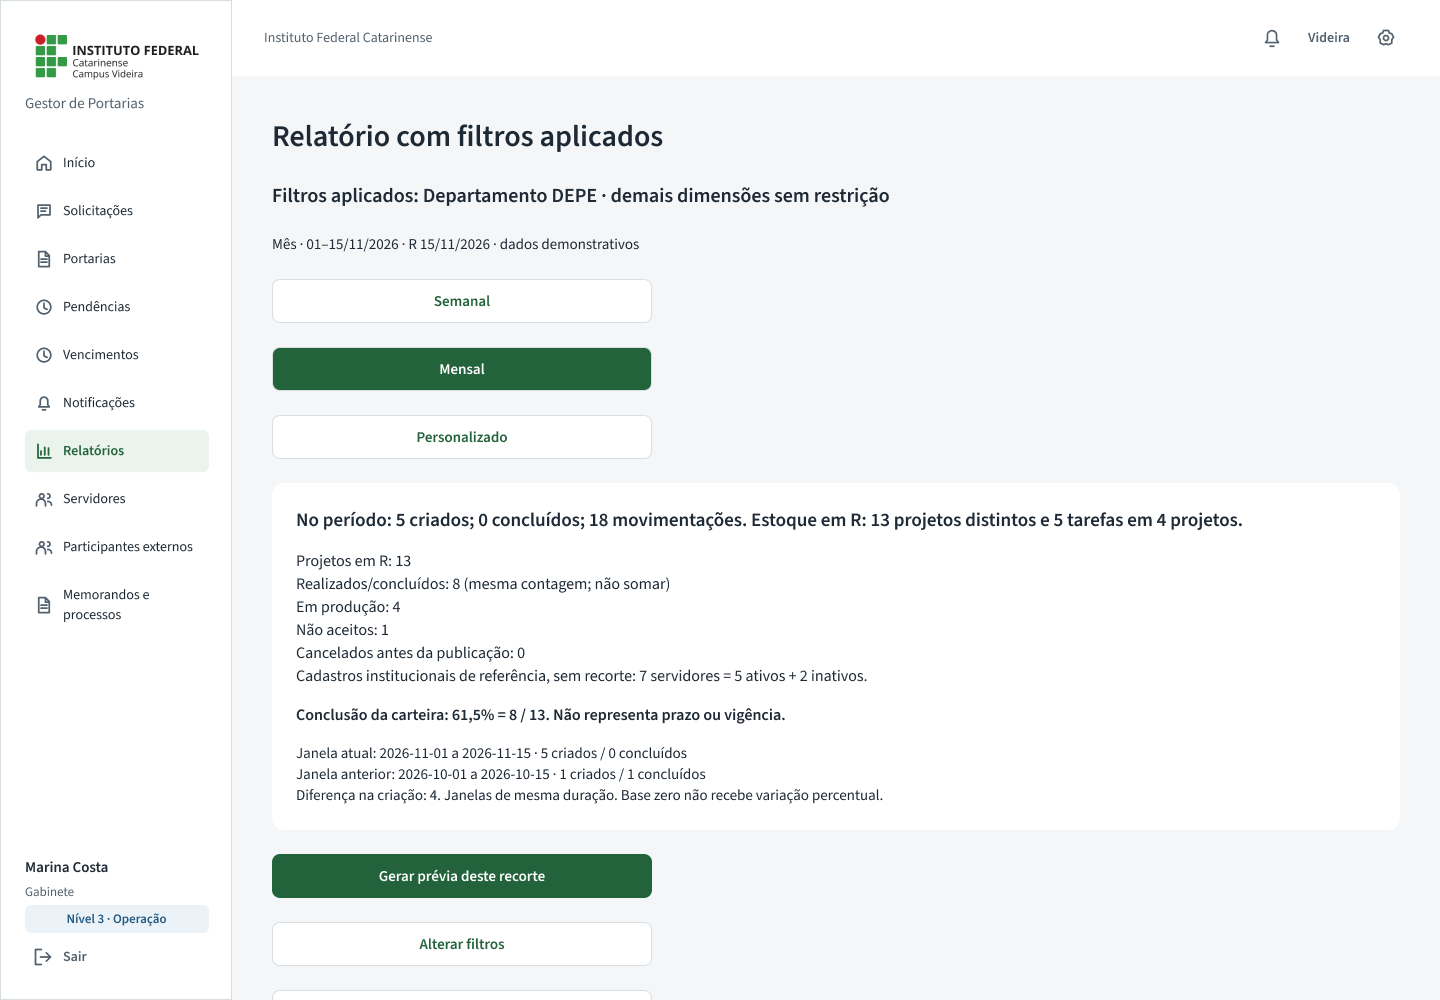 INSTITUTO FEDERAL
Catarinense
Campus Videira
Gestor de Portarias
Início
Solicitações
Portarias
Pendências
Vencimentos
Notificações
Relatórios
Servidores
Participantes externos
Memorandos e
processos
Marina Costa
Gabinete
Nível 3 · Operação
Sair
Instituto Federal Catarinense
Videira
Relatório com filtros aplicados
Filtros aplicados: Departamento DEPE · demais dimensões sem restrição
Mês · 01–15/11/2026 · R 15/11/2026 · dados demonstrativos
Semanal
Mensal
Personalizado
No período: 5 criados; 0 concluídos; 18 movimentações. Estoque em R: 13 projetos distintos e 5 tarefas em 4 projetos.
Projetos em R: 13
Realizados/concluídos: 8 (mesma contagem; não somar)
Em produção: 4
Não aceitos: 1
Cancelados antes da publicação: 0
Cadastros institucionais de referência, sem recorte: 7 servidores = 5 ativos + 2 inativos.
Conclusão da carteira: 61,5% = 8 / 13. Não representa prazo ou vigência.
Janela atual: 2026-11-01 a 2026-11-15 · 5 criados / 0 concluídos
Janela anterior: 2026-10-01 a 2026-10-15 · 1 criados / 1 concluídos
Diferença na criação: 4. Janelas de mesma duração. Base zero não recebe variação percentual.
Gerar prévia deste recorte
Alterar filtros